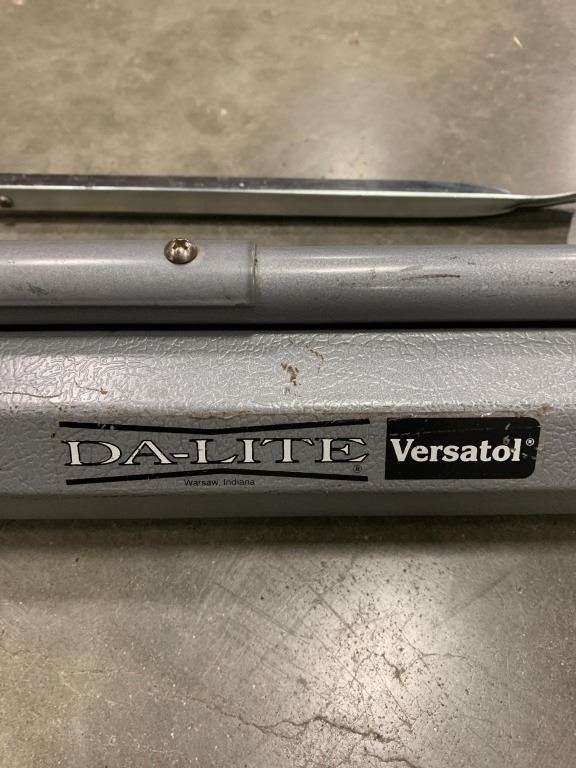 DA-LITE®
Warsaw, Indiana
Versatol®